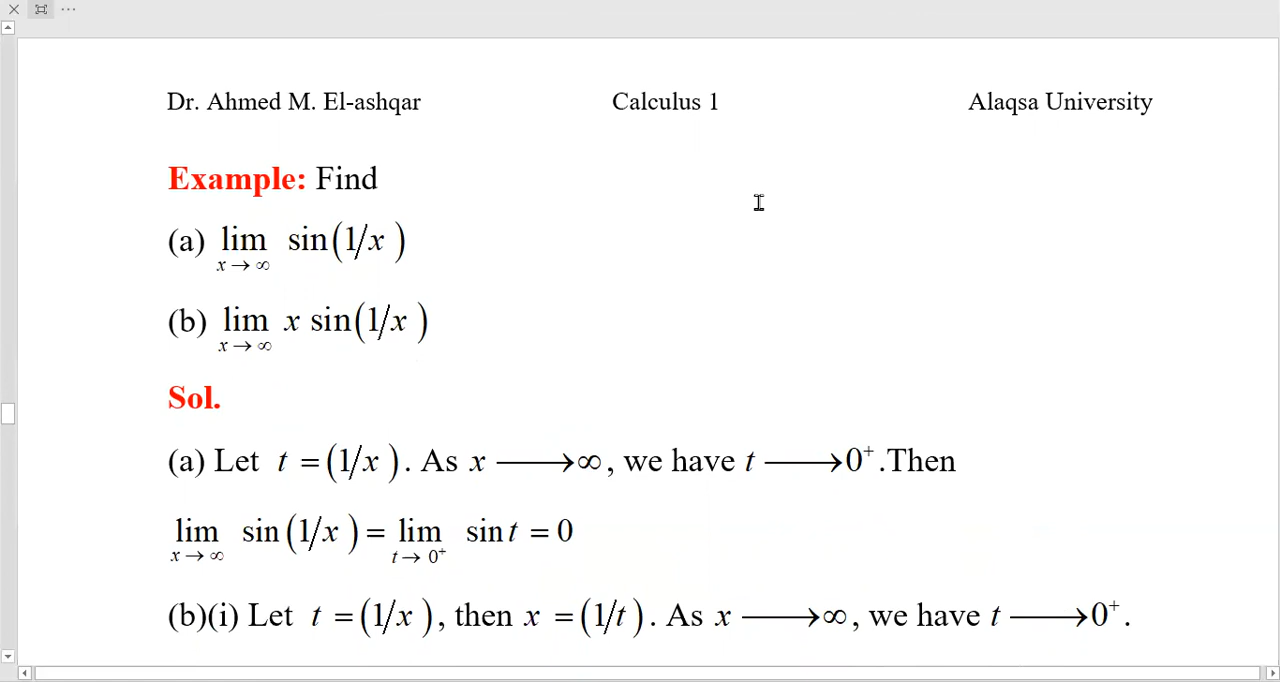 Dr. Ahmed M. El-ashqar Calculus 1 Alaqsa University
Example: Find
(a) lim x→∞ sin(1/x)
(b) lim x→∞ x sin(1/x)
Sol.
(a) Let t = (1/x). As x ⟶ ∞, we have t ⟶ 0⁺.Then
lim x→∞ sin(1/x) = lim t→0⁺ sin t = 0
(b)(i) Let t = (1/x), then x = (1/t). As x ⟶ ∞, we have t ⟶ 0⁺.